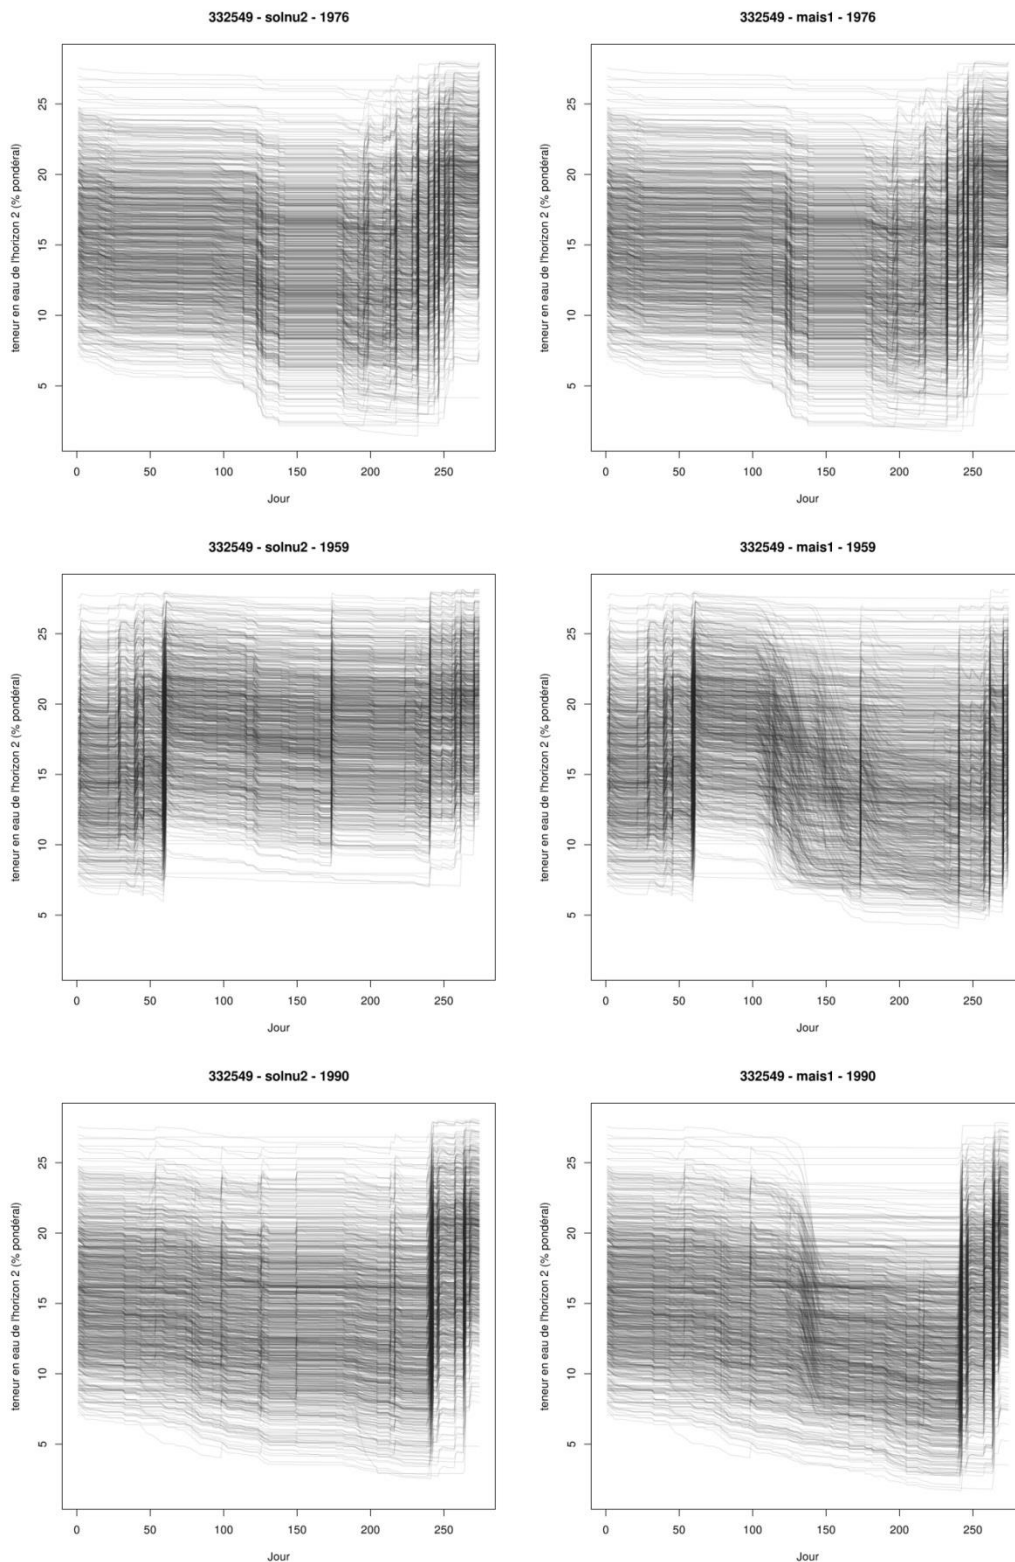 332549 - solnu2 - 1976
332549 - mais1 - 1976
teneur en eau de l'horizon 2 (% pondéral)
25
20
15
10
5
0 50 100 150 200 250
Jour
teneur en eau de l'horizon 2 (% pondéral)
25
20
15
10
5
0 50 100 150 200 250
Jour
332549 - solnu2 - 1959
332549 - mais1 - 1959
teneur en eau de l'horizon 2 (% pondéral)
25
20
15
10
5
0 50 100 150 200 250
Jour
teneur en eau de l'horizon 2 (% pondéral)
25
20
15
10
5
0 50 100 150 200 250
Jour
332549 - solnu2 - 1990
332549 - mais1 - 1990
teneur en eau de l'horizon 2 (% pondéral)
25
20
15
10
5
0 50 100 150 200 250
Jour
teneur en eau de l'horizon 2 (% pondéral)
25
20
15
10
5
0 50 100 150 200 250
Jour